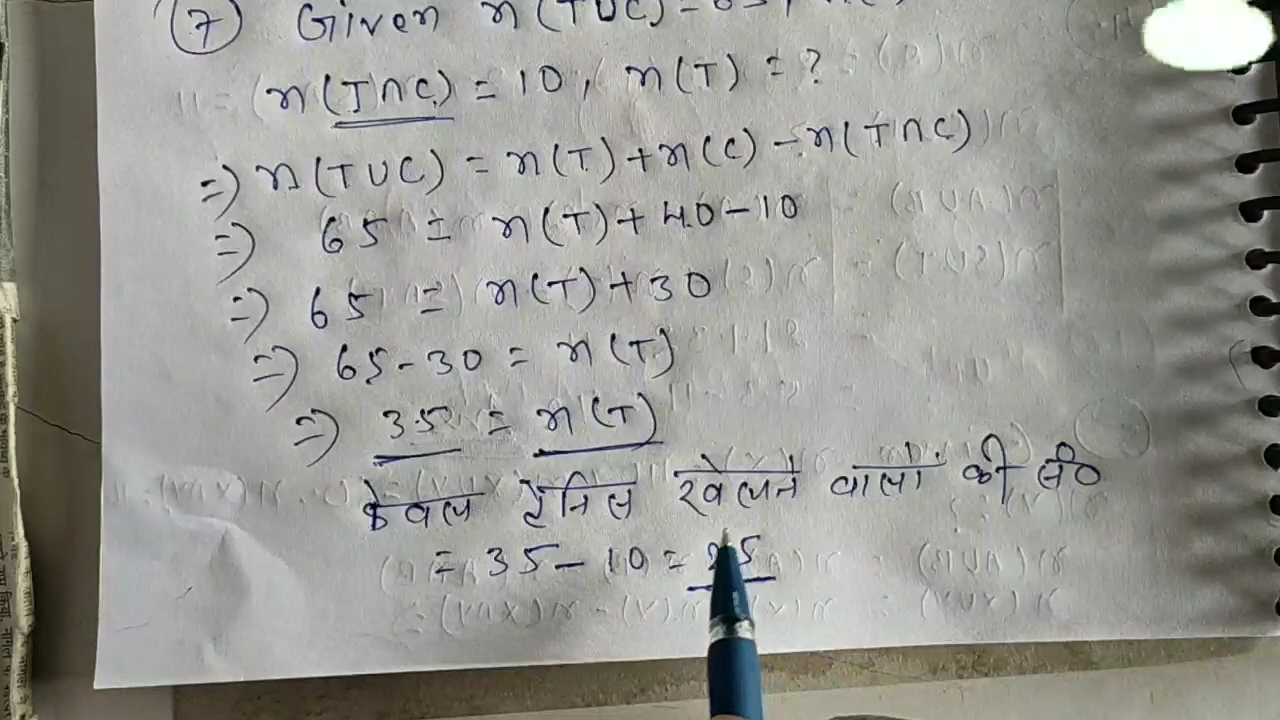 (7) Given n(TUC)=65,
n(T∩C) = 10, n(T) = ?
=) n(TUC) = n(T)+n(C) -n(T∩C)
=) 65 = n(T)+40-10
=) 65 = n(T)+30
=) 65-30 = n(T)
=) 35 = n(T)
केवल टेनिस खेलने वालों की सं०
= 35-10 = 25